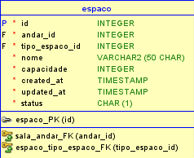 espaco
P * id INTEGER
F * andar_id INTEGER
F * tipo_espaco_id INTEGER
* nome VARCHAR2 (50 CHAR)
* capacidade INTEGER
* created_at TIMESTAMP
* updated_at TIMESTAMP
* status CHAR (1)
espaco_PK (id)
sala_andar_FK (andar_id)
espaco_tipo_espaco_FK (tipo_espaco_id)